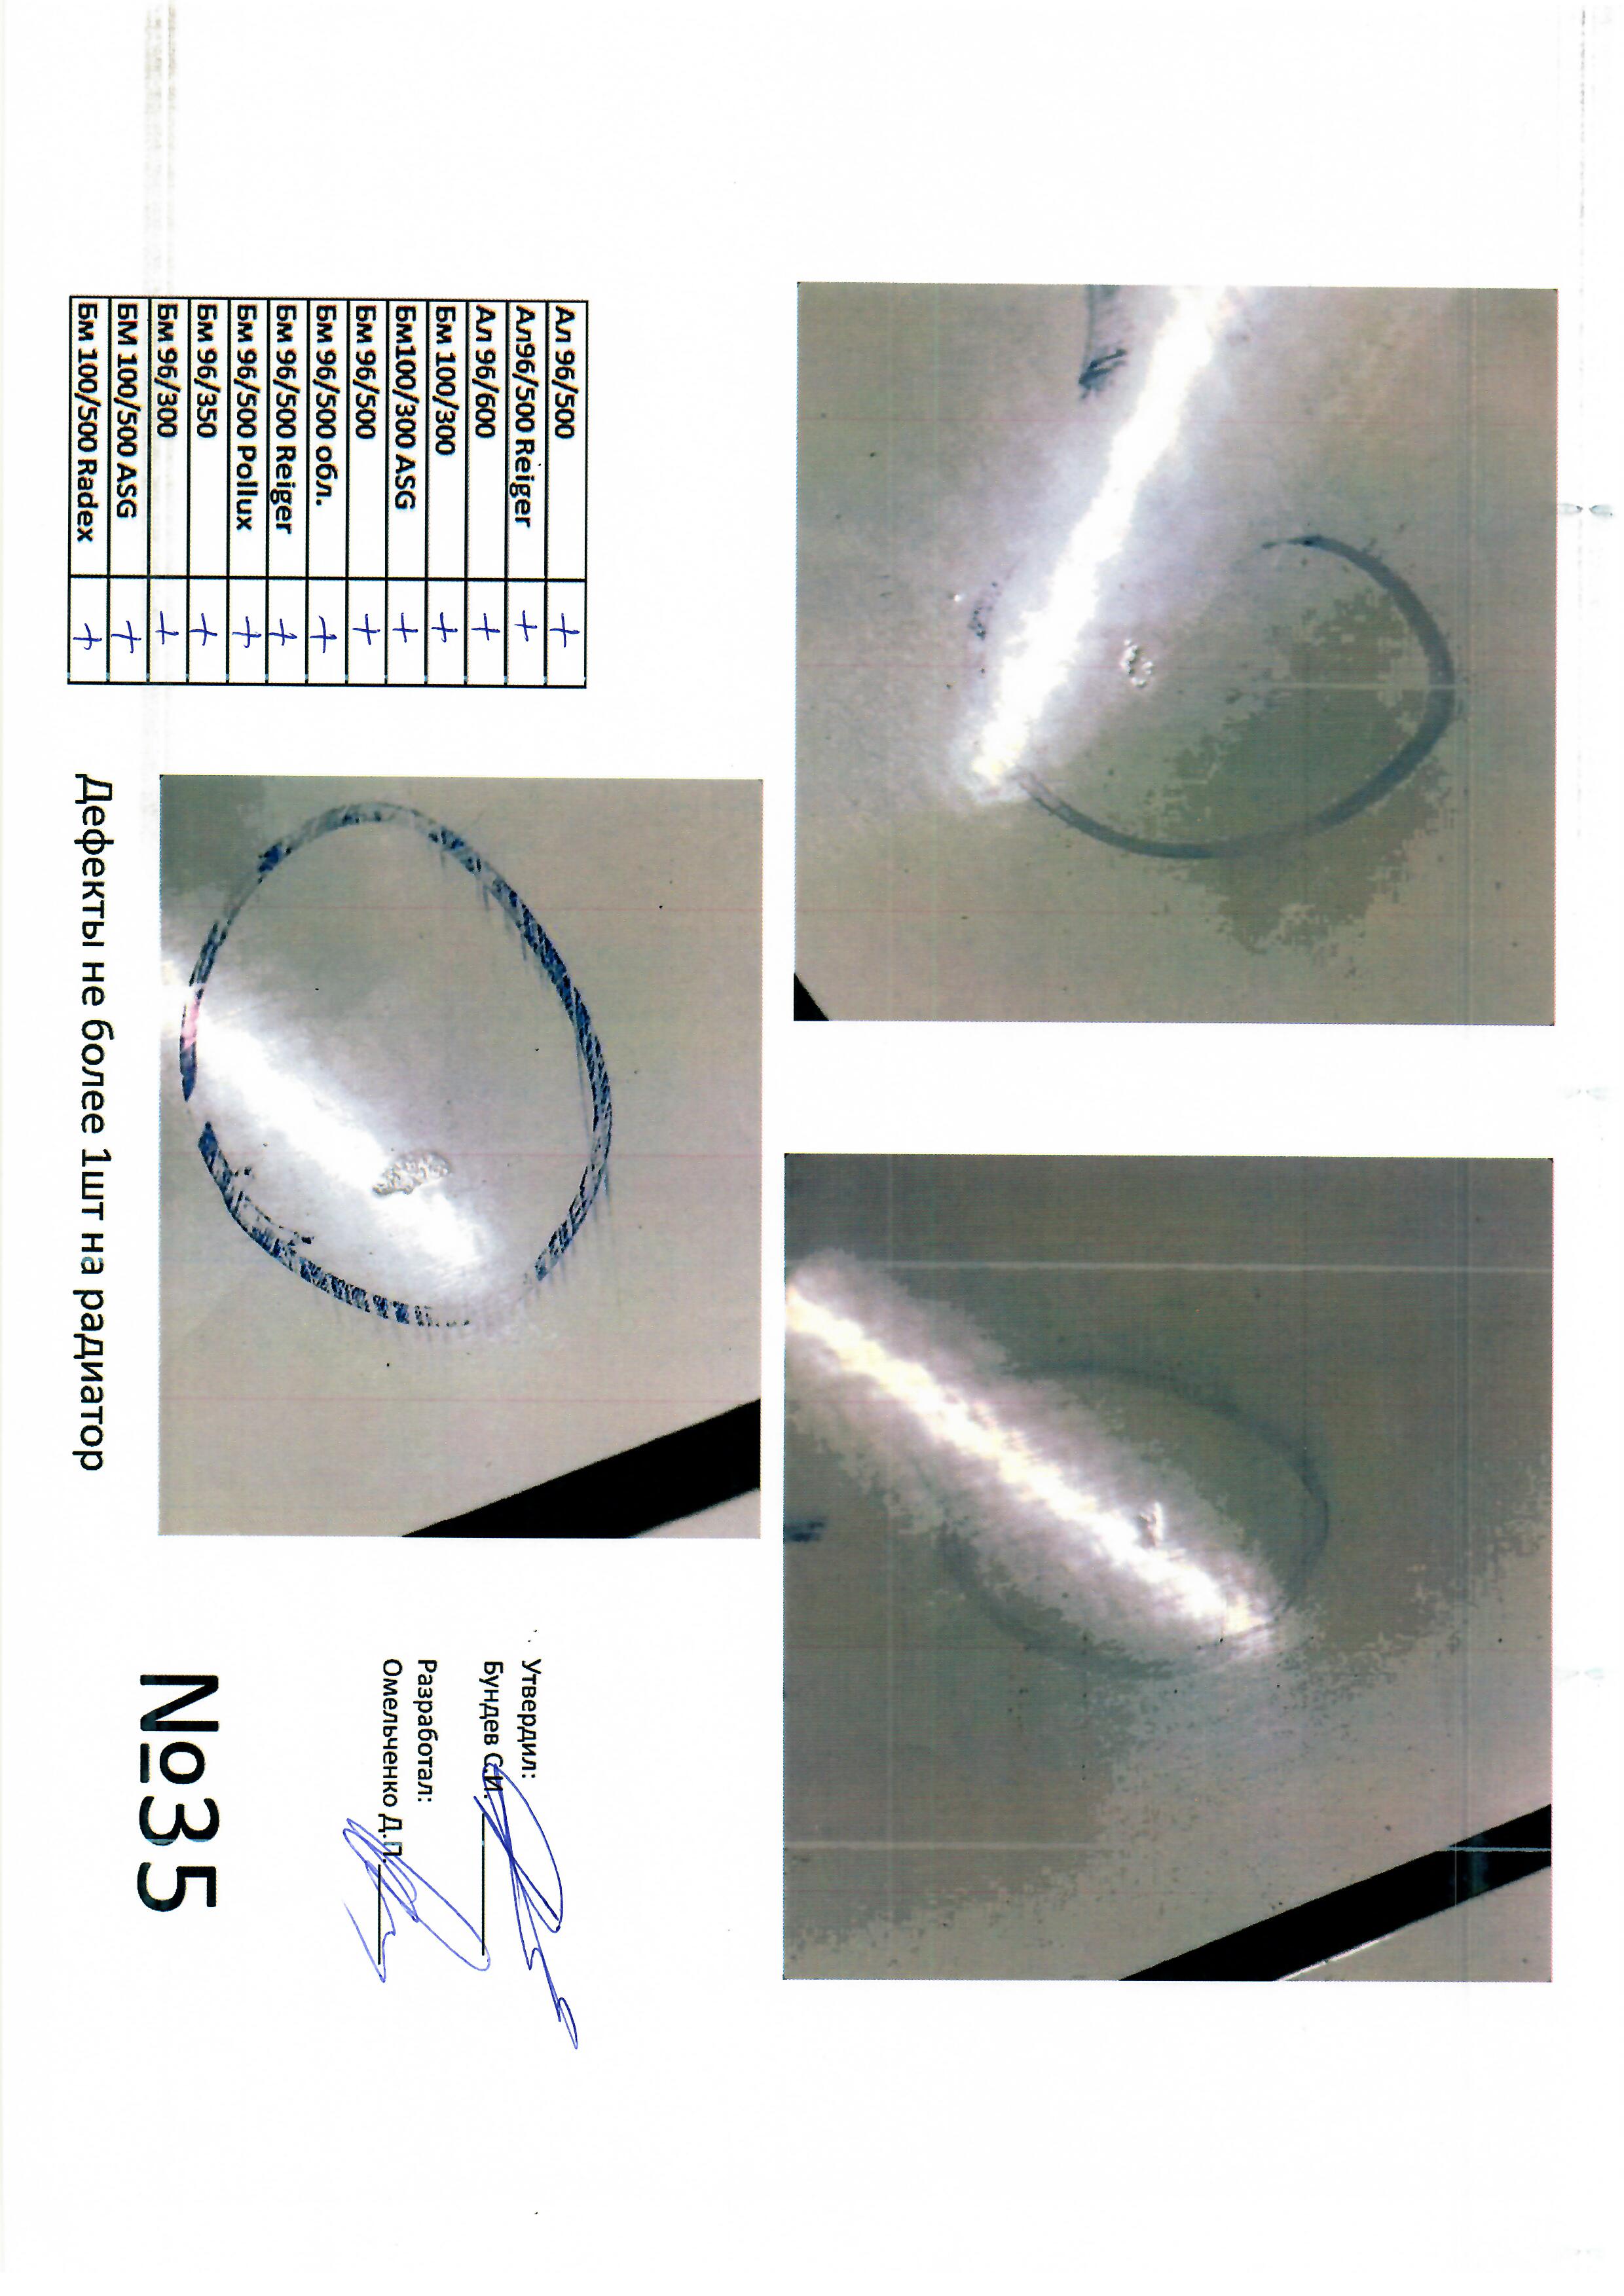 Ал 96/500 +
Ал96/500 Reiger +
Ал 96/600 +
Бм 100/300 +
Бм100/300 ASG +
Бм 96/500 +
Бм 96/500 обл. +
Бм 96/500 Reiger +
Бм 96/500 Pollux +
Бм 96/350 +
Бм 96/300 +
БМ 100/500 ASG +
Бм 100/500 Radex +
Дефекты не более 1шт на радиатор
Утвердил:
Бундев С.И.
Разработал:
Омельченко Д.П.
№35